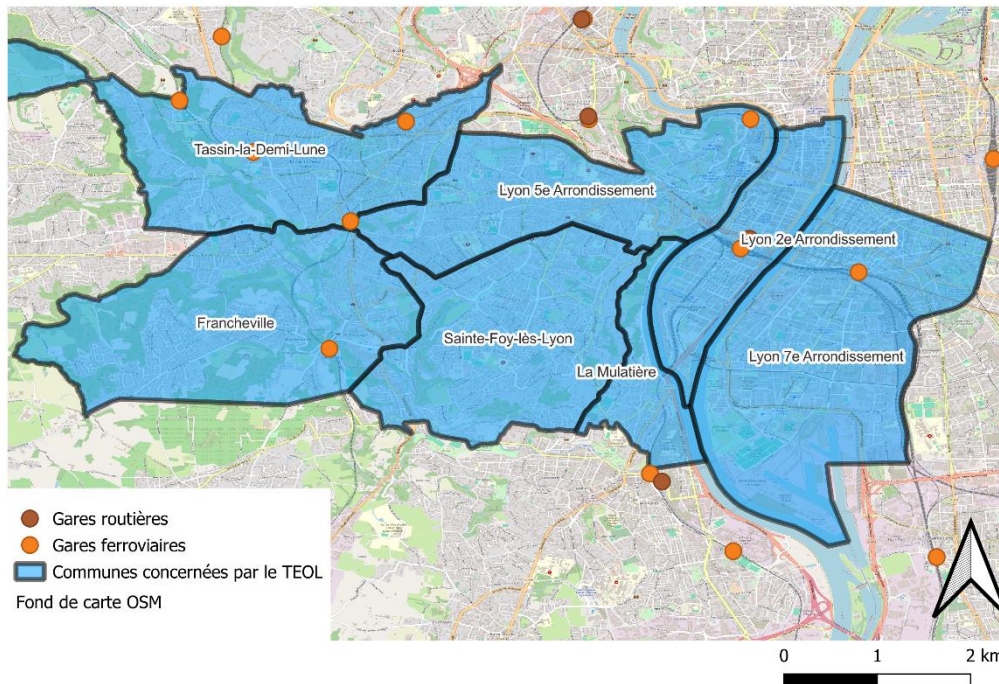 Tassin-la-Demi-Lune
Lyon 5e Arrondissement
Lyon 2e Arrondissement
Francheville
Sainte-Foy-lès-Lyon
La Mulatière
Lyon 7e Arrondissement
Gares routières
Gares ferroviaires
Communes concernées par le TEOL
Fond de carte OSM
0 1 2 km